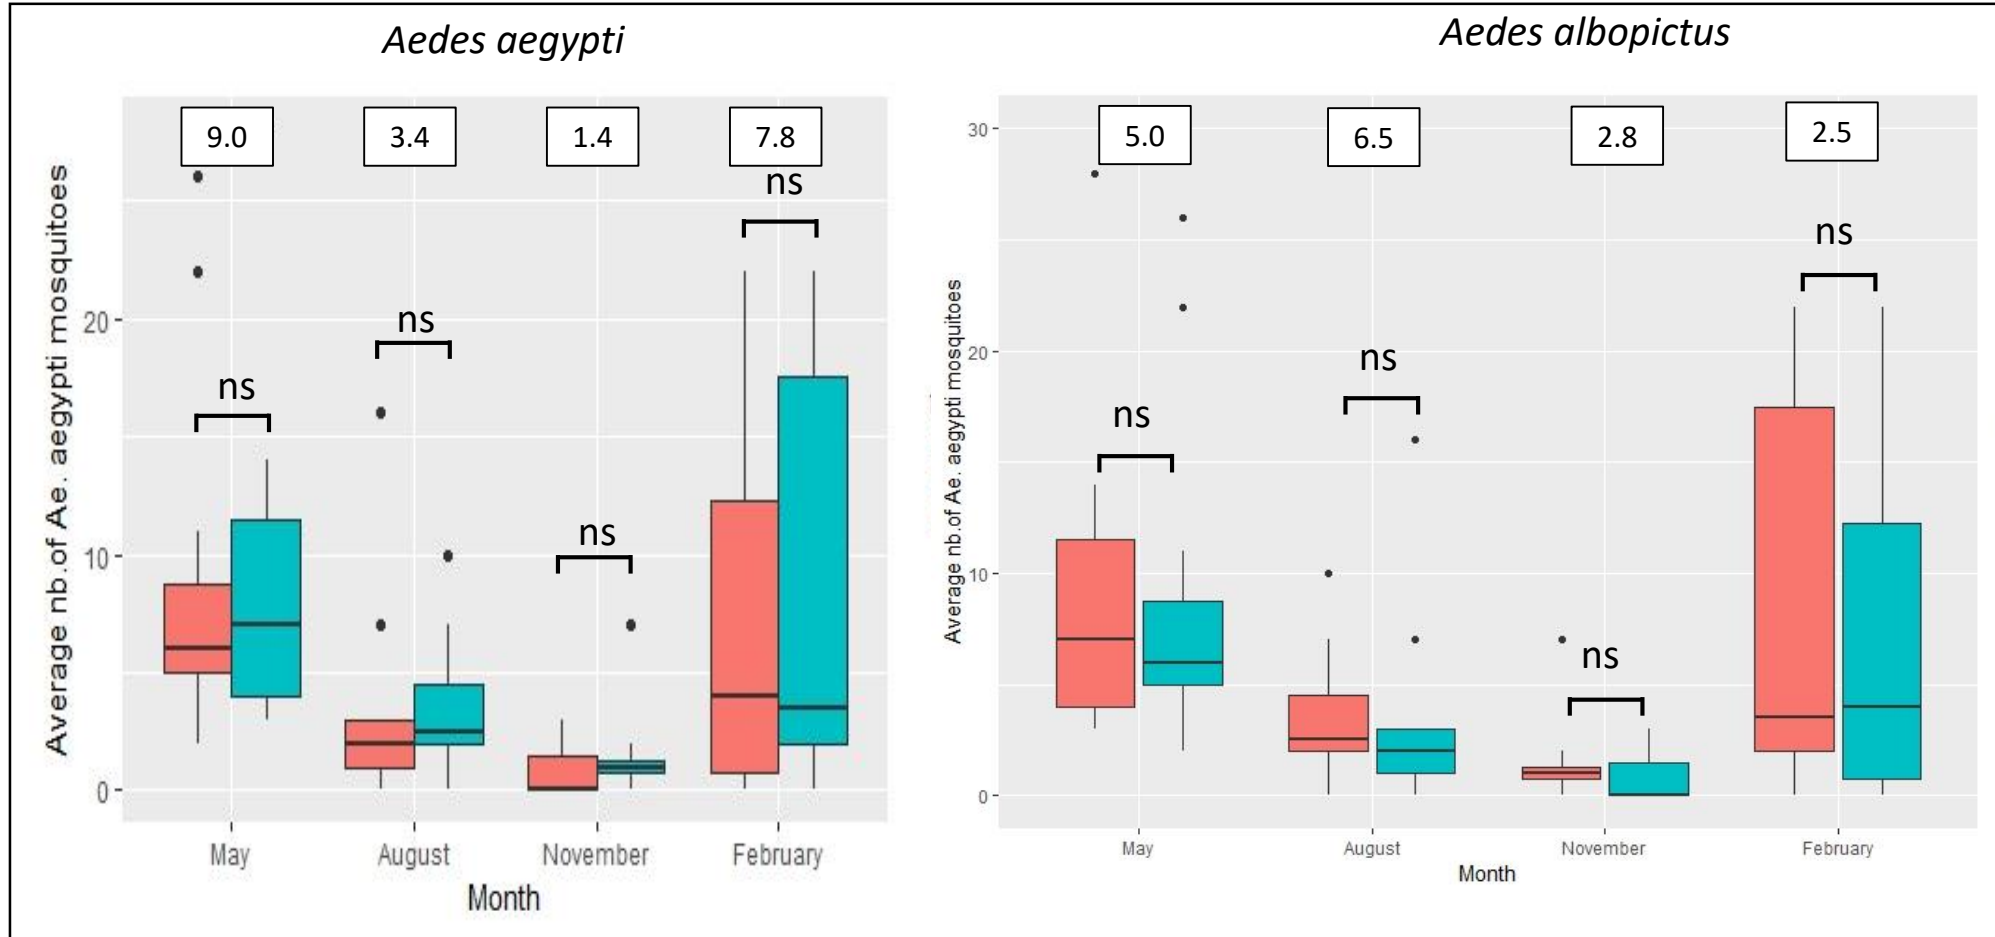 Aedes aegypti
9.0
3.4
1.4
7.8
ns
ns
ns
ns
20
10
0
Average nb.of Ae. aegypti mosquitoes
May
August
November
February
Month
Aedes albopictus
5.0
6.5
2.8
2.5
ns
ns
ns
ns
30
20
10
0
Average nb.of Ae. aegypti mosquitoes
May
August
November
February
Month